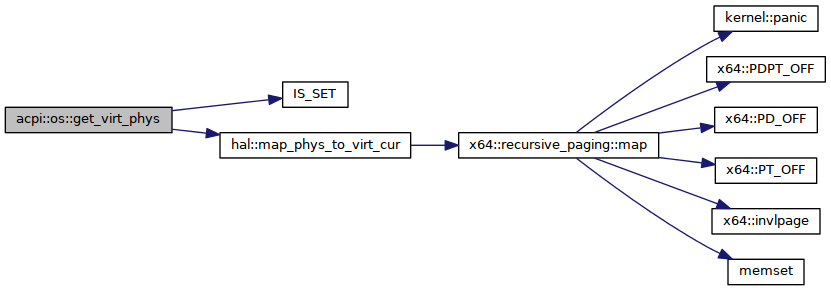 acpi::os::get_virt_phys
IS_SET
hal::map_phys_to_virt_cur
x64::recursive_paging::map
kernel::panic
x64::PDPT_OFF
x64::PD_OFF
x64::PT_OFF
x64::invlpage
memset